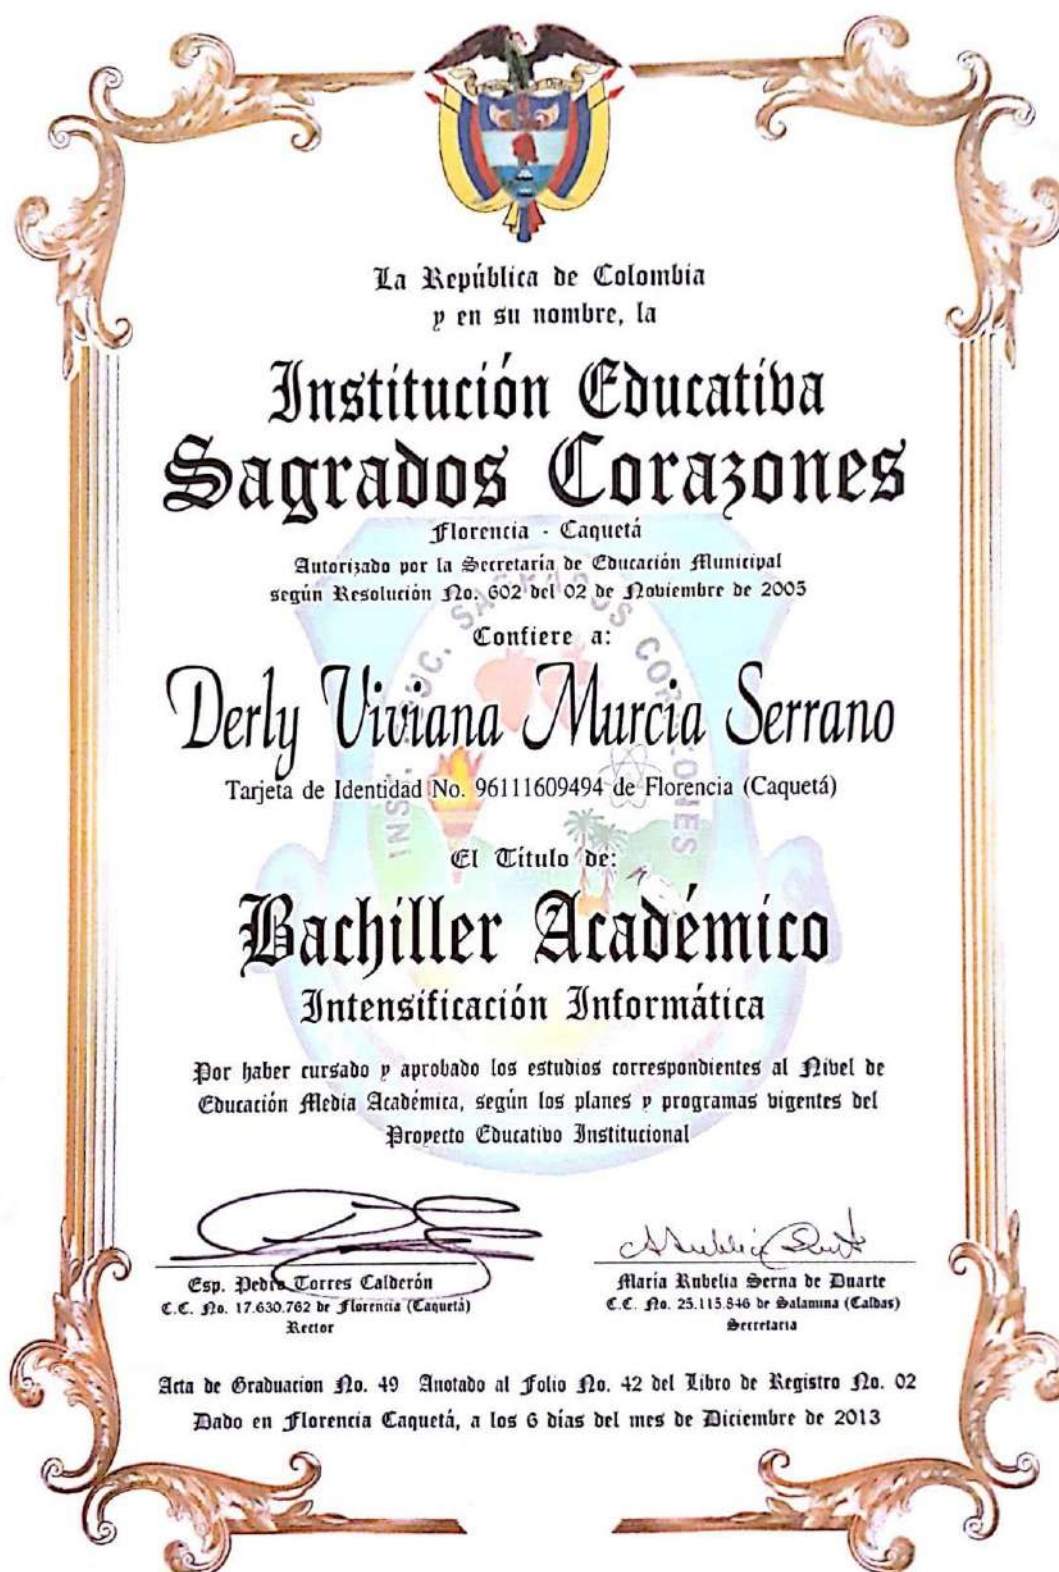 La República de Colombia
y en su nombre, la
Institución Educativa
Sagrados Corazones
Florencia - Caquetá
Autorizado por la Secretaría de Educación Municipal
según Resolución No. 602 del 02 de Noviembre de 2005
Confiere a:
Derly Viviana Murcia Serrano
Tarjeta de Identidad No. 96111609494 de Florencia (Caquetá)
INST. EDUC. SAGRADOS CORAZONES
El Título de:
Bachiller Académico
Intensificación Informática
Por haber cursado y aprobado los estudios correspondientes al Nivel de
Educación Media Académica, según los planes y programas vigentes del
Proyecto Educativo Institucional
Esp. Pedro Torres Calderón
C.C. No. 17.630.762 de Florencia (Caquetá)
Rector
María Rubelia Serna de Duarte
C.C. No. 25.115.846 de Salamina (Caldas)
Secretaria
Acta de Graduacion No. 49 Anotado al Folio No. 42 del Libro de Registro No. 02
Dado en Florencia Caquetá, a los 6 días del mes de Diciembre de 2013